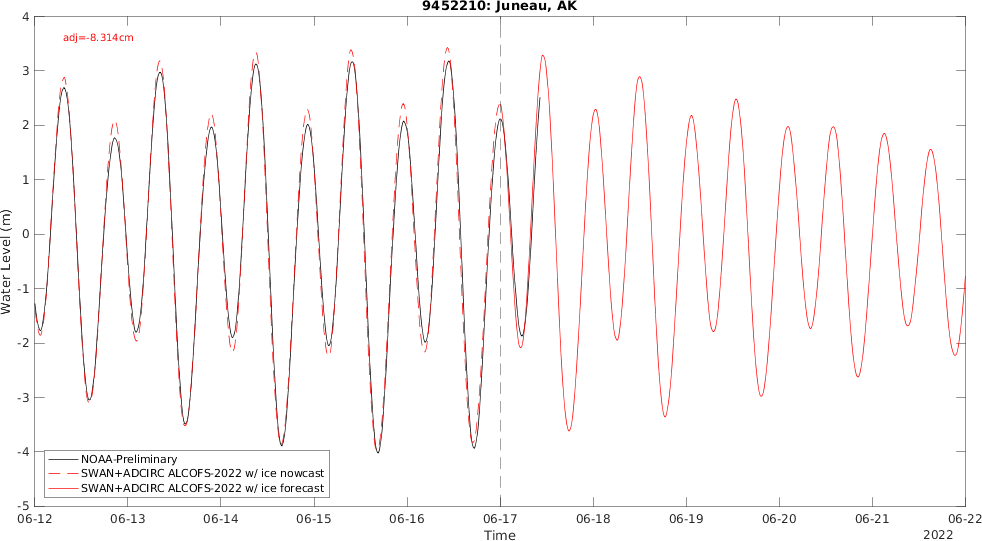 9452210: Juneau, AK
adj=-8.314cm
4
3
2
1
0
-1
-2
-3
-4
-5
Water Level (m)
NOAA-Preliminary
SWAN+ADCIRC ALCOFS-2022 w/ ice nowcast
SWAN+ADCIRC ALCOFS-2022 w/ ice forecast
06-12 06-13 06-14 06-15 06-16 06-17 06-18 06-19 06-20 06-21 06-22
Time
2022